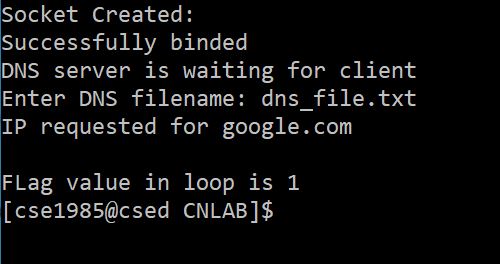 Socket Created:
Successfully binded
DNS server is waiting for client
Enter DNS filename: dns_file.txt
IP requested for google.com
FLag value in loop is 1
[cse1985@csed CNLAB]$